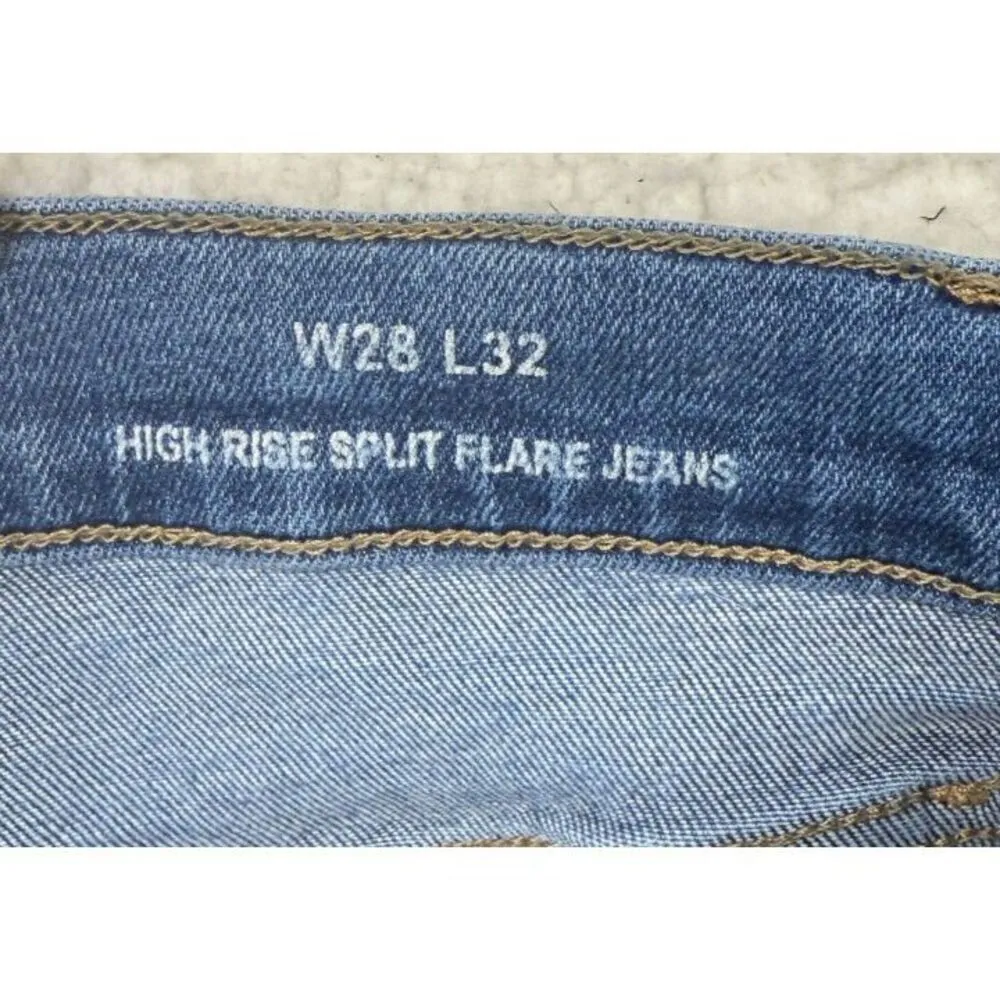 W28 L32
HIGH RISE SPLIT FLARE JEANS